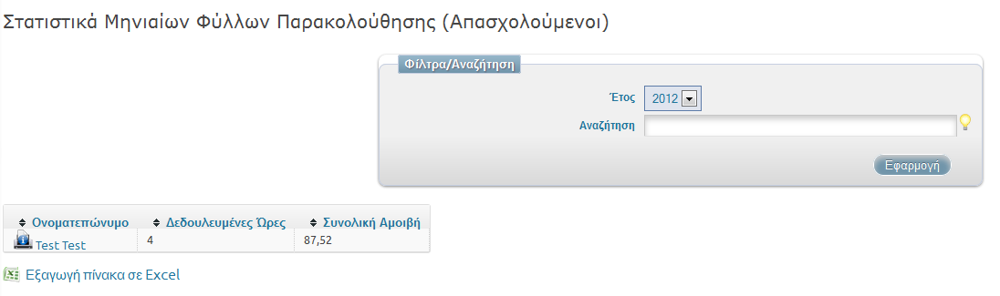 Στατιστικά Μηνιαίων Φύλλων Παρακολούθησης (Απασχολούμενοι)
Φίλτρα/Αναζήτηση
Έτος 2012
Αναζήτηση
Εφαρμογή
Ονοματεπώνυμο Δεδουλευμένες Ώρες Συνολική Αμοιβή
Test Test 4 87,52
Εξαγωγή πίνακα σε Excel